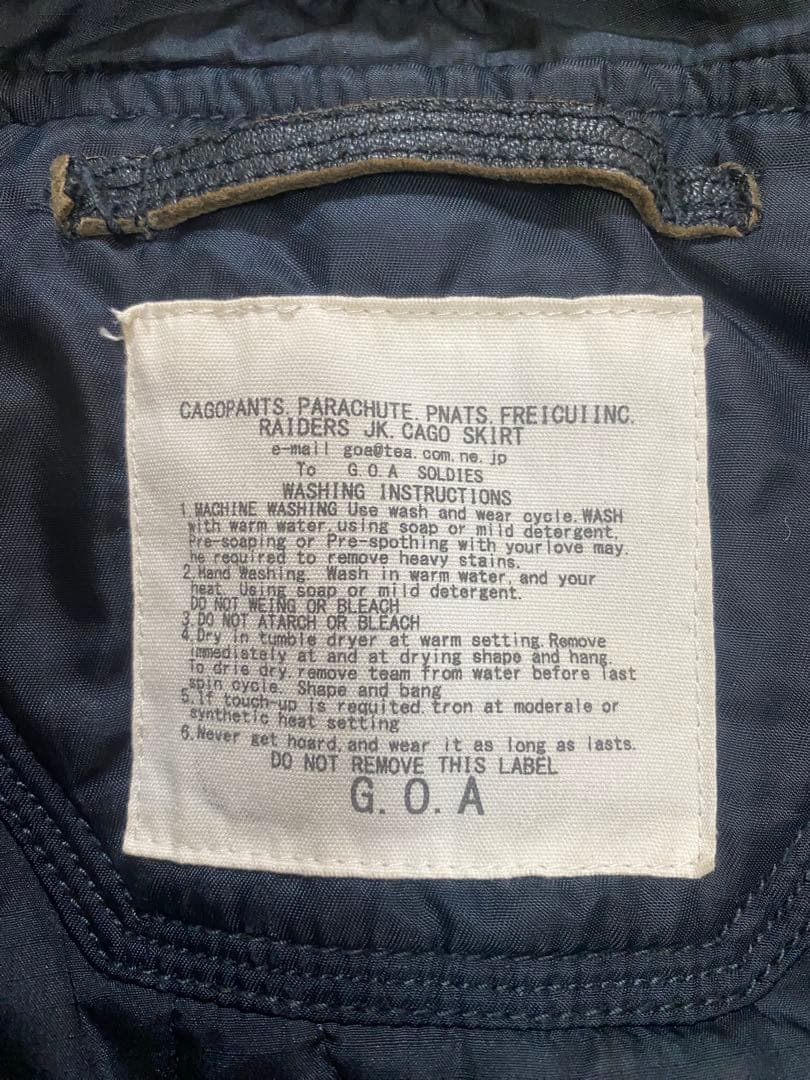 CAGOPANTS. PARACHUTE. PNATS. FREICUIINC.
RAIDERS JK. CAGO SKIRT
e-mail goa@tea.com.ne.jp
To G.O.A SOLDIES
WASHING INSTRUCTIONS
1.MACHINE WASHING Use wash and wear cycle. WASH
with warm water, using soap or mild detergent.
Pre-soaping or Pre-spothing with your love may.
he required to remove heavy stains.
2.Hand Washing. Wash in warm water, and your
heat. Using soap or mild detergent.
DO NOT WEING OR BLEACH
3.DO NOT ATARCH OR BLEACH
4.Dry in tumble dryer at warm setting. Remove
immedistaly at and at drying shape and hang.
To drie dry. remove team from water before last
spin cycle. Shape and bang
5.If touch-up is requited. tron at moderale or
synthetic heat setting
6.Never get hoard, and wear it as long as lasts.
DO NOT REMOVE THIS LABEL
G.O.A